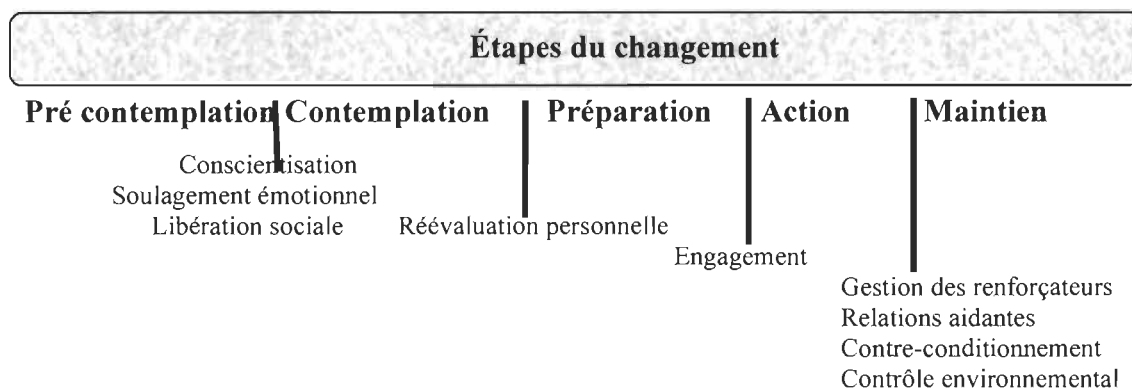 Étapes du changement
Pré contemplation Contemplation Préparation Action Maintien
Conscientisation
Soulagement émotionnel
Libération sociale Réévaluation personnelle
Engagement
Gestion des renforçateurs
Relations aidantes
Contre-conditionnement
Contrôle environnemental